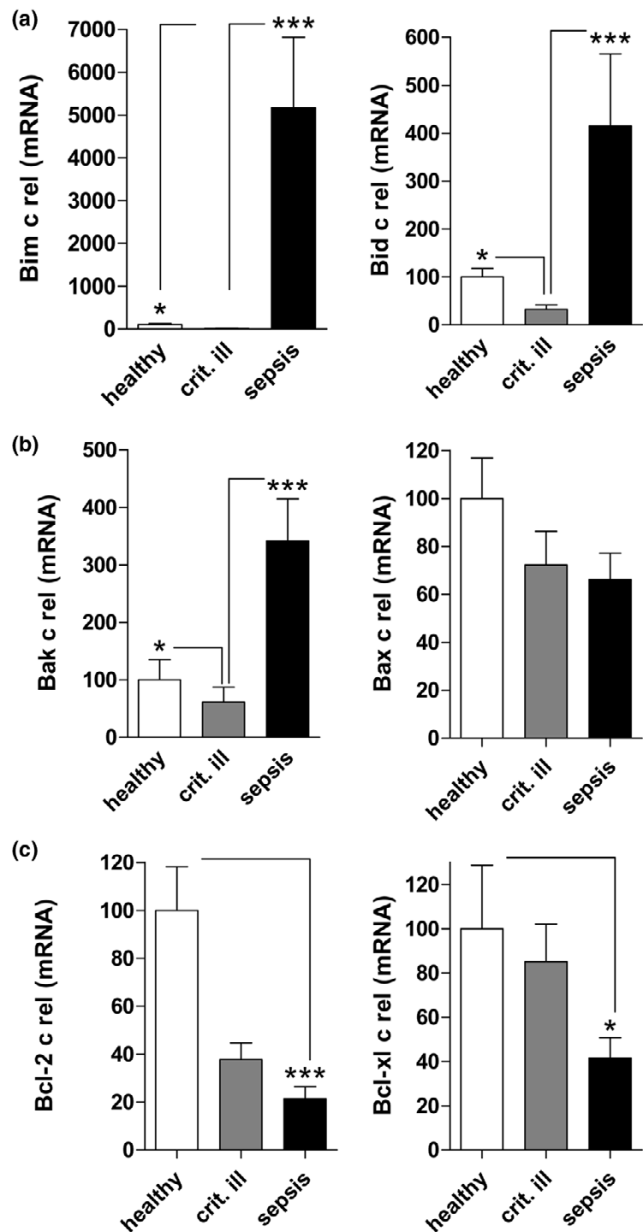 (a)
Bim c rel (mRNA)
7000
6000
5000
4000
3000
2000
1000
0
*
***
healthy
crit. ill
sepsis
Bid c rel (mRNA)
600
500
400
300
200
100
0
*
***
healthy
crit. ill
sepsis
(b)
Bak c rel (mRNA)
500
400
300
200
100
0
*
***
healthy
crit. ill
sepsis
Bax c rel (mRNA)
120
100
80
60
40
20
0
healthy
crit. ill
sepsis
(c)
Bcl-2 c rel (mRNA)
120
100
80
60
40
20
0
***
healthy
crit. ill
sepsis
Bcl-xl c rel (mRNA)
120
100
80
60
40
20
0
*
healthy
crit. ill
sepsis